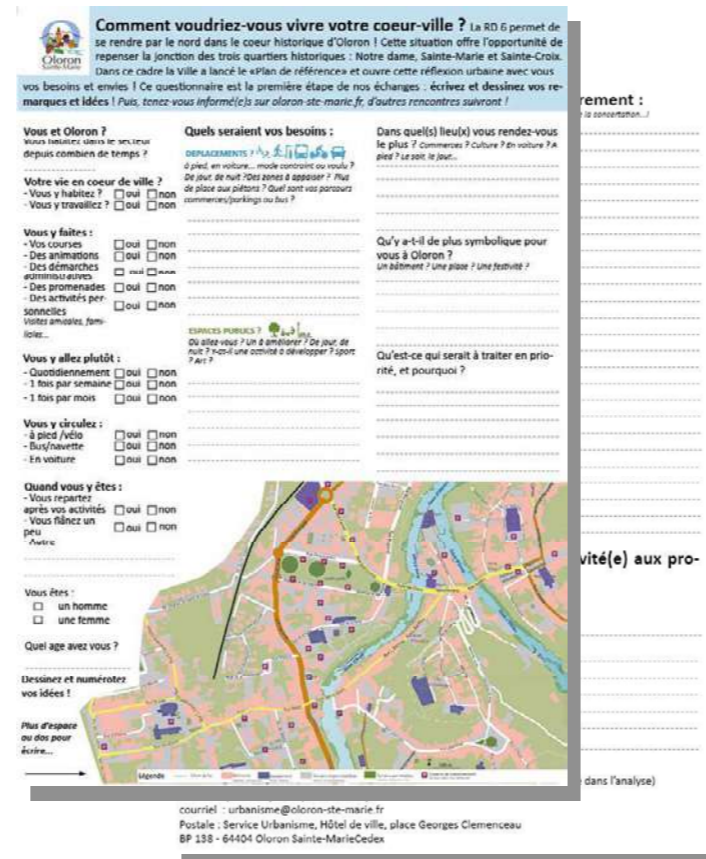 Oloron
Sainte-Marie
Comment voudriez-vous vivre votre coeur-ville ? La RD 6 permet de
se rendre par le nord dans le coeur historique d'Oloron ! Cette situation offre l'opportunité de
repenser la jonction des trois quartiers historiques : Notre dame, Sainte-Marie et Sainte-Croix.
Dans ce cadre la Ville a lancé le «Plan de référence» et ouvre cette réflexion urbaine avec vous
vos besoins et envies ! Ce questionnaire est la première étape de nos échanges : écrivez et dessinez vos re-
marques et idées ! Puis, tenez-vous informé(e)s sur oloron-ste-marie.fr, d'autres rencontres suivront !
Vous et Oloron ?
Vous habitez dans le secteur
depuis combien de temps ?
Votre vie en coeur de ville ?
- Vous y habitez ? oui non
- Vous y travaillez ? oui non
Vous y faites :
- Vos courses oui non
- Des animations oui non
- Des démarches
administratives oui non
- Des promenades oui non
- Des activités per-
sonnelles oui non
Visites amicales, fami-
liales...
Vous y allez plutôt :
- Quotidiennement oui non
- 1 fois par semaine oui non
- 1 fois par mois oui non
Vous y circulez :
- à pied /vélo oui non
- Bus/navette oui non
- En voiture oui non
Quand vous y êtes :
- Vous repartez
après vos activités oui non
- Vous flânez un
peu oui non
- Autre
Vous êtes :
un homme
une femme
Quel age avez vous ?
Dessinez et numérotez
vos idées !
Plus d'espace
au dos pour
écrire...
Quels seraient vos besoins :
DEPLACEMENTS ?
à pied, en voiture... mode contraint ou voulu ?
De jour, de nuit ?Des zones à apaiser ? Plus
de place aux piétons ? Quel sont vos parcours
commerces/parkings ou bus ?
ESPACES PUBLICS ?
Où allez-vous ? Un à améliorer ? De jour, de
nuit ? Y-a-t-il une activité à développer ? Sport
? Art ?
Dans quel(s) lieu(x) vous rendez-vous
le plus ? Commerces ? Culture ? En voiture ? A
pied ? Le soir, le jour...
Qu'y a-t-il de plus symbolique pour
vous à Oloron ?
Un bâtiment ? Une place ? Une festivité ?
Qu'est-ce qui serait à traiter en prio-
rité, et pourquoi ?
Légende
rement :
la concertation...!
vité(e) aux pro-
dans l'analyse)
courriel : urbanisme@oloron-ste-marie.fr
Postale : Service Urbanisme, Hôtel de ville, place Georges Clemenceau
BP 138 - 64404 Oloron Sainte-MarieCedex